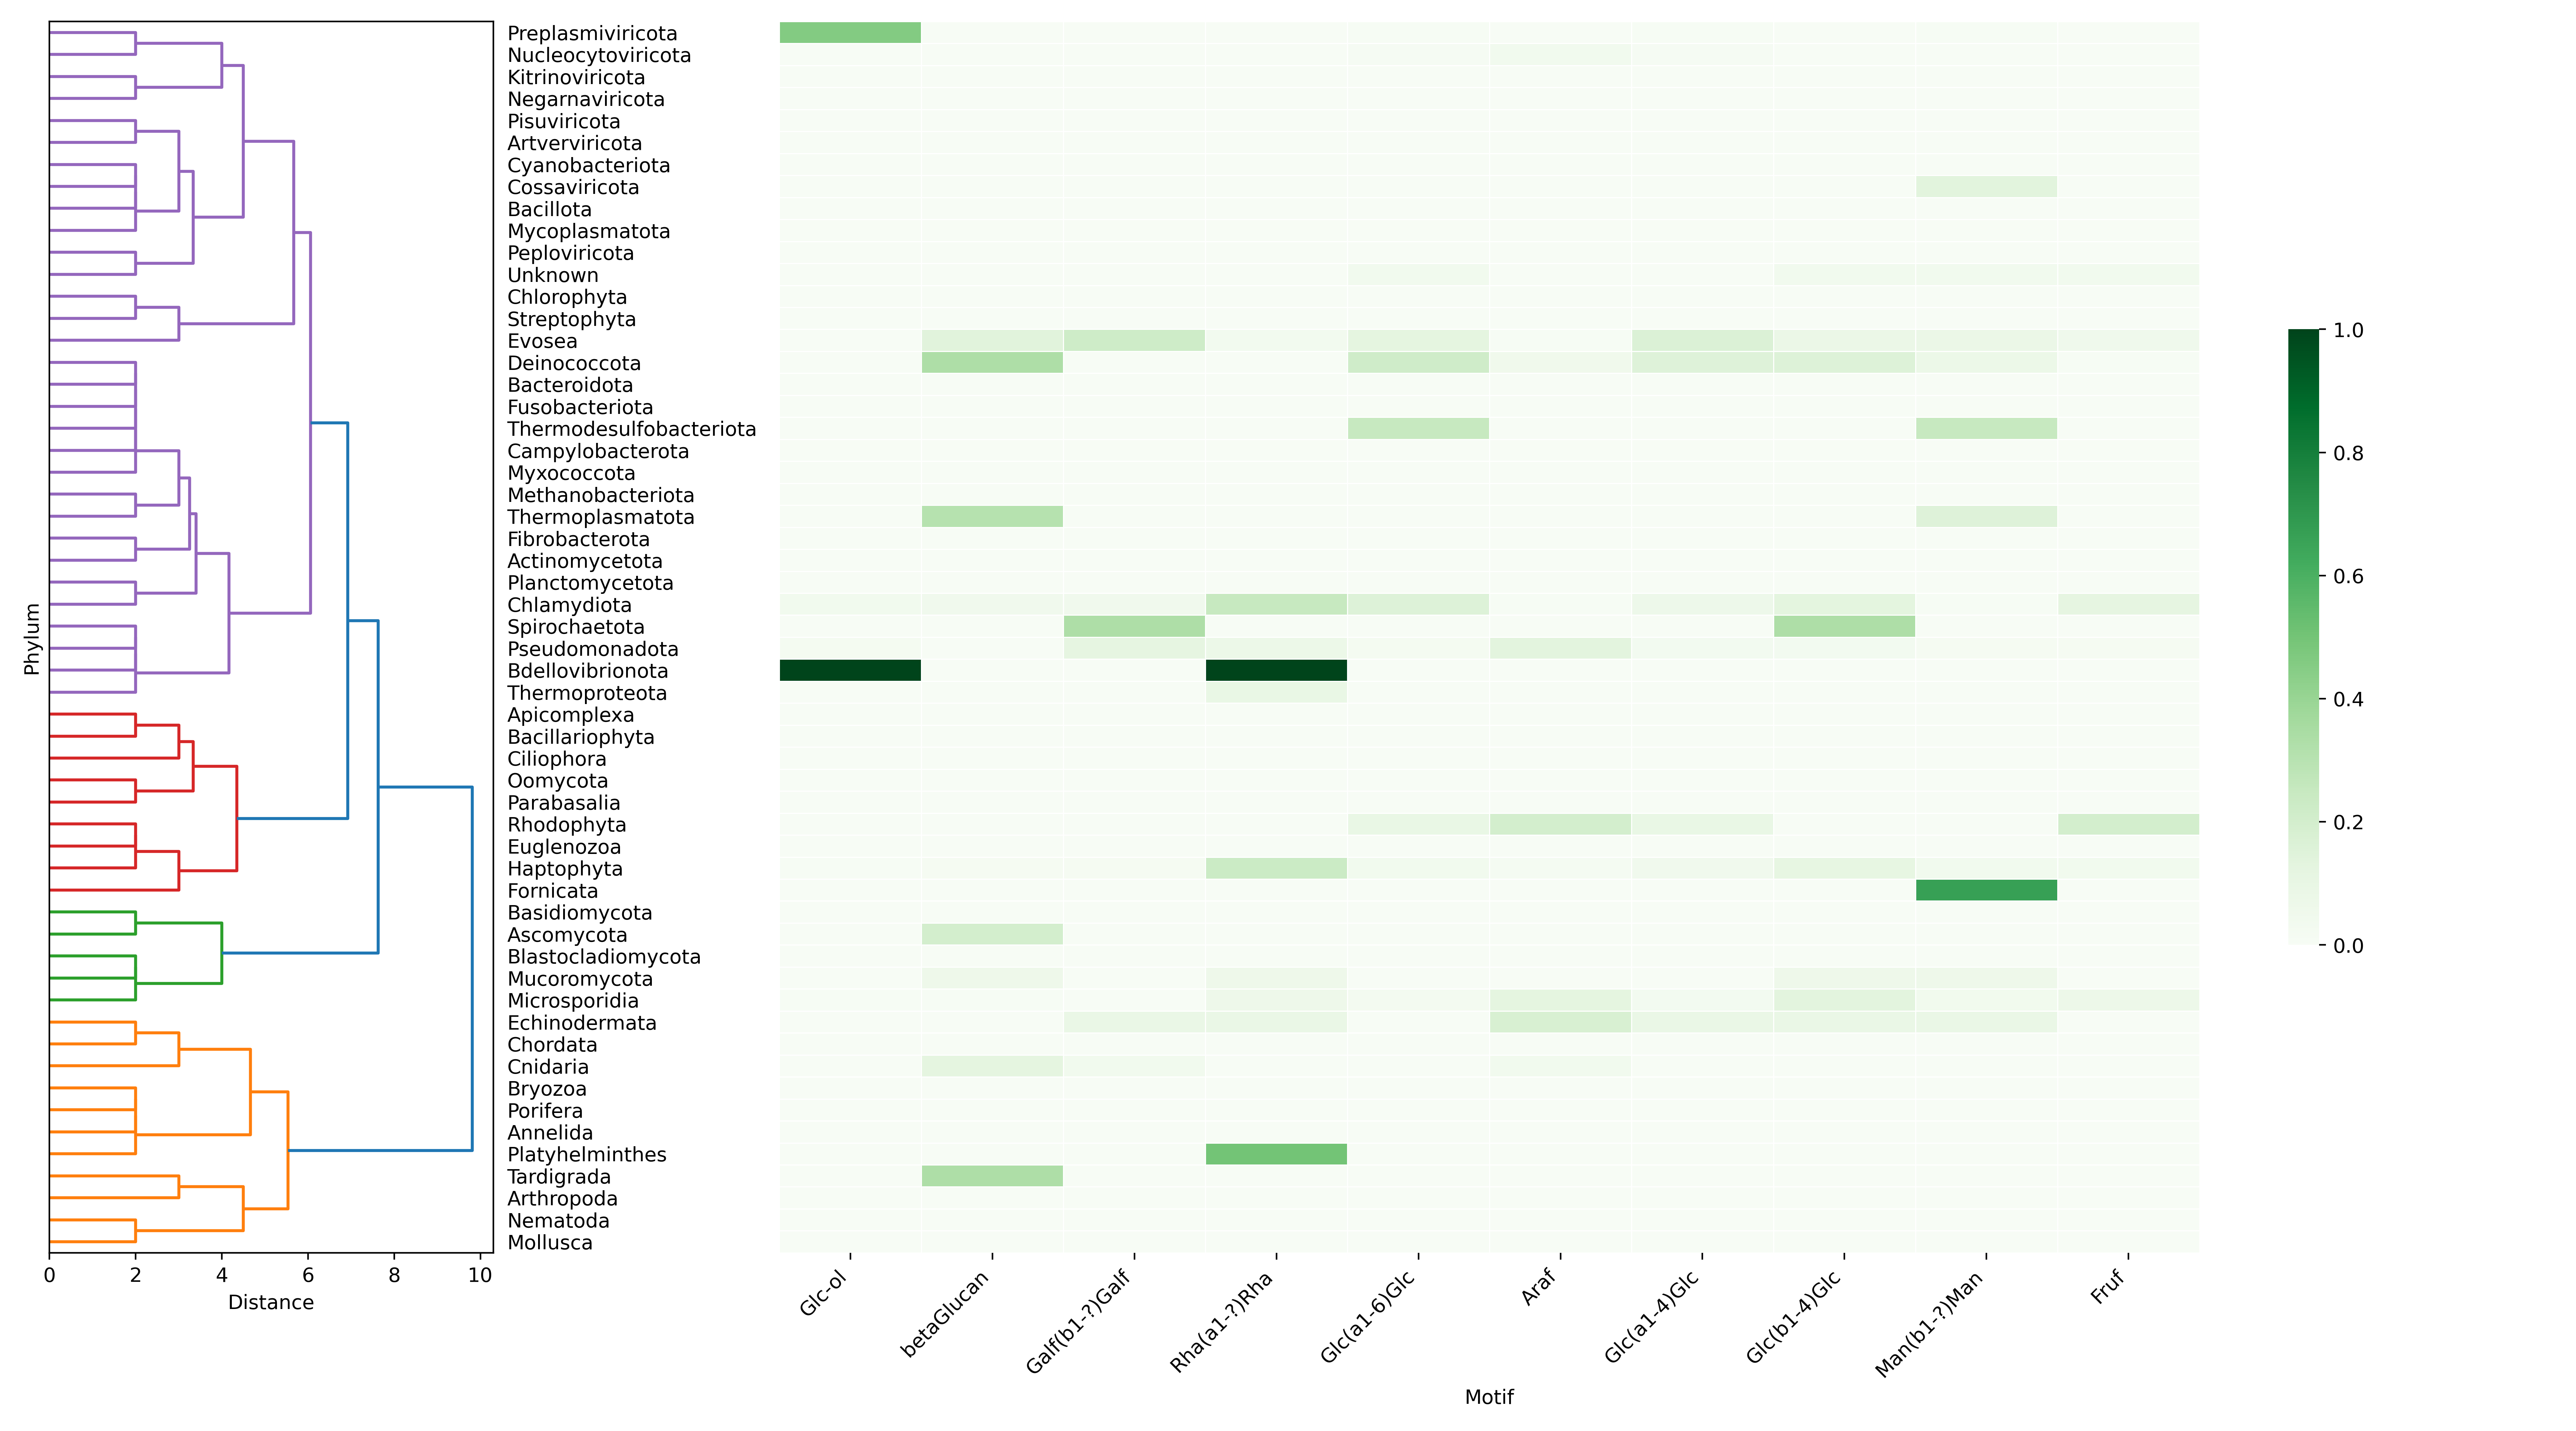 Preplasmiviricota
Nucleocytoviricota
Kitrinoviricota
Negarnaviricota
Pisuviricota
Artverviricota
Cyanobacteriota
Cossaviricota
Bacillota
Mycoplasmatota
Peploviricota
Unknown
Chlorophyta
Streptophyta
Evosea
Deinococcota
Bacteroidota
Fusobacteriota
Thermodesulfobacteriota
Campylobacterota
Myxococcota
Methanobacteriota
Thermoplasmatota
Fibrobacterota
Actinomycetota
Planctomycetota
Chlamydiota
Spirochaetota
Pseudomonadota
Bdellovibrionota
Thermoproteota
Apicomplexa
Bacillariophyta
Ciliophora
Oomycota
Parabasalia
Rhodophyta
Euglenozoa
Haptophyta
Fornicata
Basidiomycota
Ascomycota
Blastocladiomycota
Mucoromycota
Microsporidia
Echinodermata
Chordata
Cnidaria
Bryozoa
Porifera
Annelida
Platyhelminthes
Tardigrada
Arthropoda
Nematoda
Mollusca
Phylum
0 2 4 6 8 10
Distance
Glc-ol
betaGlucan
Galf(b1-?)Galf
Rha(a1-?)Rha
Glc(a1-6)Glc
Araf
Glc(a1-4)Glc
Glc(b1-4)Glc
Man(b1-?)Man
Fruf
Motif
1.0
0.8
0.6
0.4
0.2
0.0